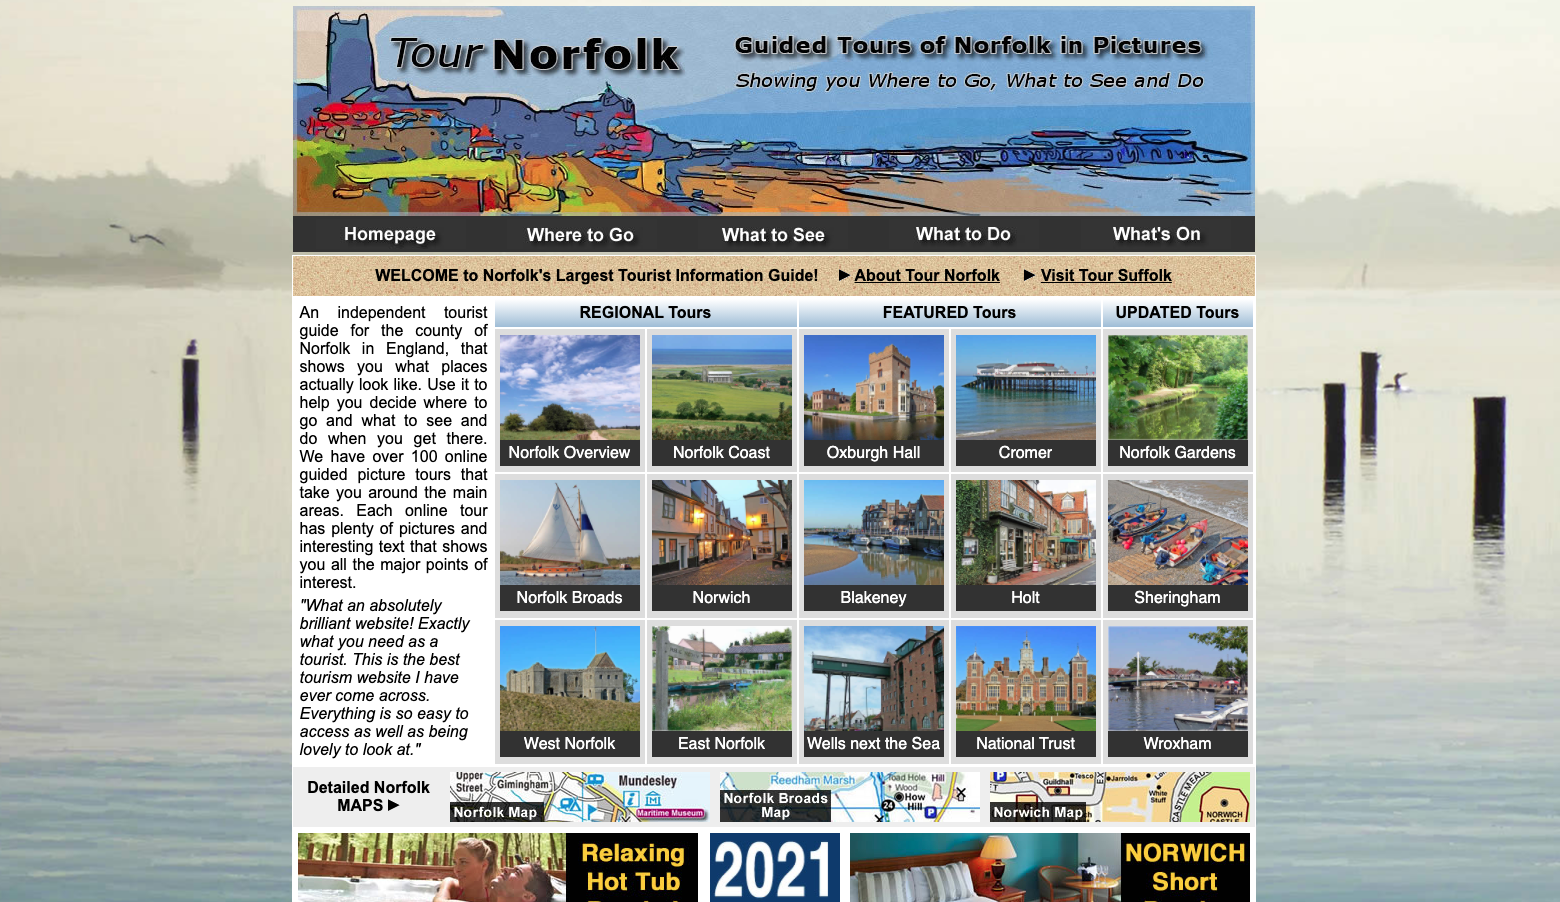 Tour Norfolk
Guided Tours of Norfolk in Pictures
Showing you Where to Go, What to See and Do
Homepage
Where to Go
What to See
What to Do
What's On
WELCOME to Norfolk's Largest Tourist Information Guide!
About Tour Norfolk
Visit Tour Suffolk
An independent tourist
guide for the county of
Norfolk in England, that
shows you what places
actually look like. Use it to
help you decide where to
go and what to see and
do when you get there.
We have over 100 online
guided picture tours that
take you around the main
areas. Each online tour
has plenty of pictures and
interesting text that shows
you all the major points of
interest.
"What an absolutely
brilliant website! Exactly
what you need as a
tourist. This is the best
tourism website I have
ever come across.
Everything is so easy to
access as well as being
lovely to look at."
REGIONAL Tours
FEATURED Tours
UPDATED Tours
Norfolk Overview
Norfolk Coast
Oxburgh Hall
Cromer
Norfolk Gardens
Norfolk Broads
Norwich
Blakeney
Holt
Sheringham
West Norfolk
East Norfolk
Wells next the Sea
National Trust
Wroxham
Detailed Norfolk
MAPS
Upper
Street
Gimingham
Mundesley
Maritime Museum
Norfolk Map
Reedham Marsh
Toad Hole
Hill
Wood
How
Hill
24
P
Norfolk Broads
Map
P
Guildhall
Tesco
Jarrolds
White
Stuff
CASTLE MEA
NORWICH
CASTLE
Norwich Map
Relaxing
Hot Tub
2021
NORWICH
Short